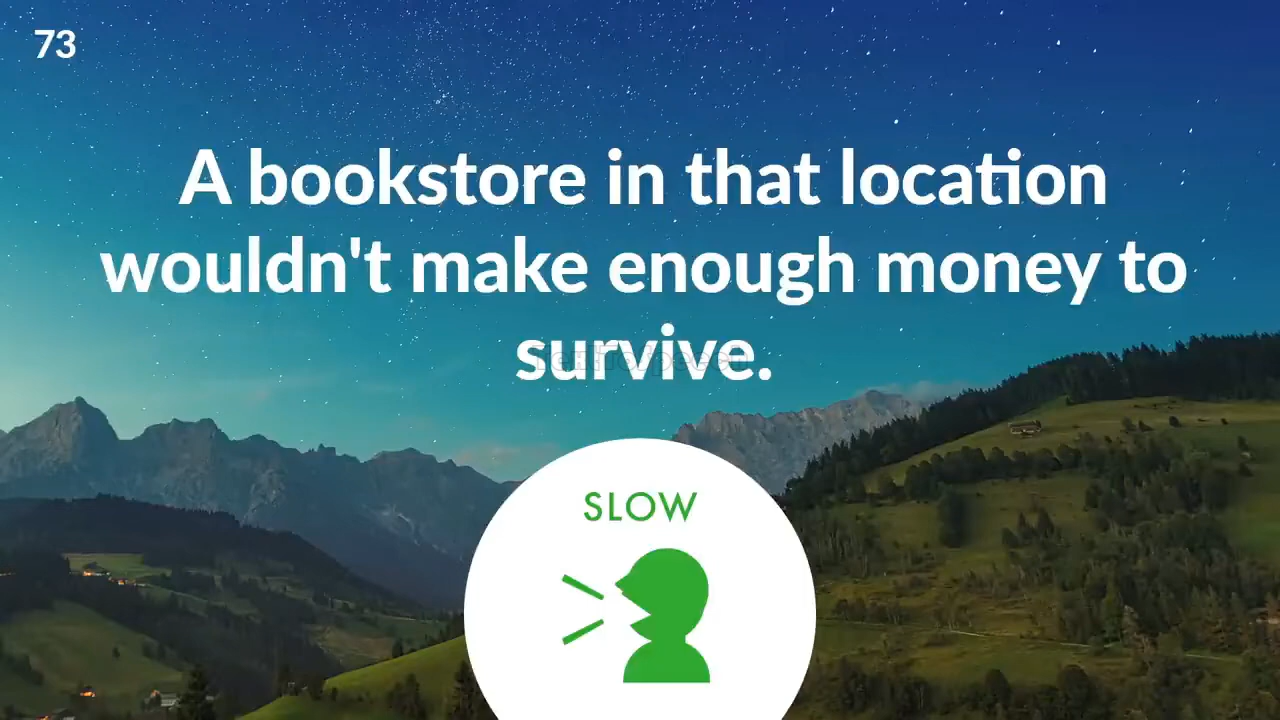 73
A bookstore in that location
wouldn't make enough money to
survive.
SLOW